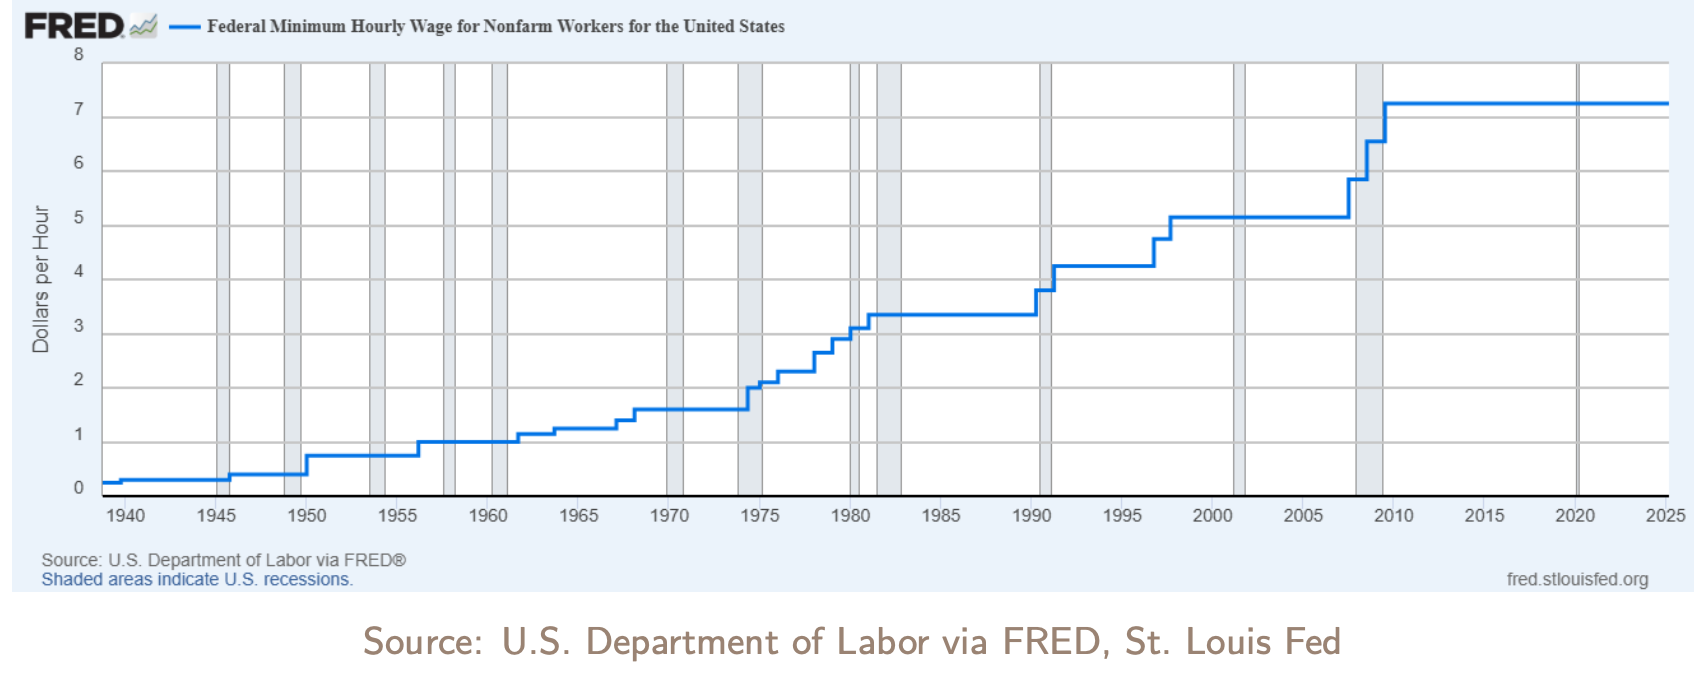 FRED
Federal Minimum Hourly Wage for Nonfarm Workers for the United States
8
7
6
5
4
3
2
1
0
Dollars per Hour
1940 1945 1950 1955 1960 1965 1970 1975 1980 1985 1990 1995 2000 2005 2010 2015 2020 2025
Source: U.S. Department of Labor via FRED®
Shaded areas indicate U.S. recessions.
fred.stlouisfed.org
Source: U.S. Department of Labor via FRED, St. Louis Fed